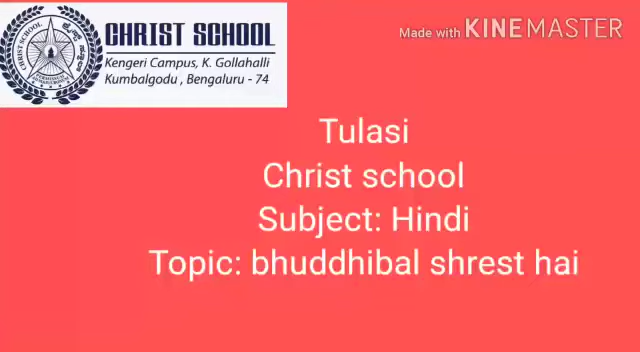 CHRIST SCHOOL
Kengeri Campus, K. Gollahalli
Kumbalgodu , Bengaluru - 74
Made with KINEMASTER
Tulasi
Christ school
Subject: Hindi
Topic: bhuddhibal shrest hai